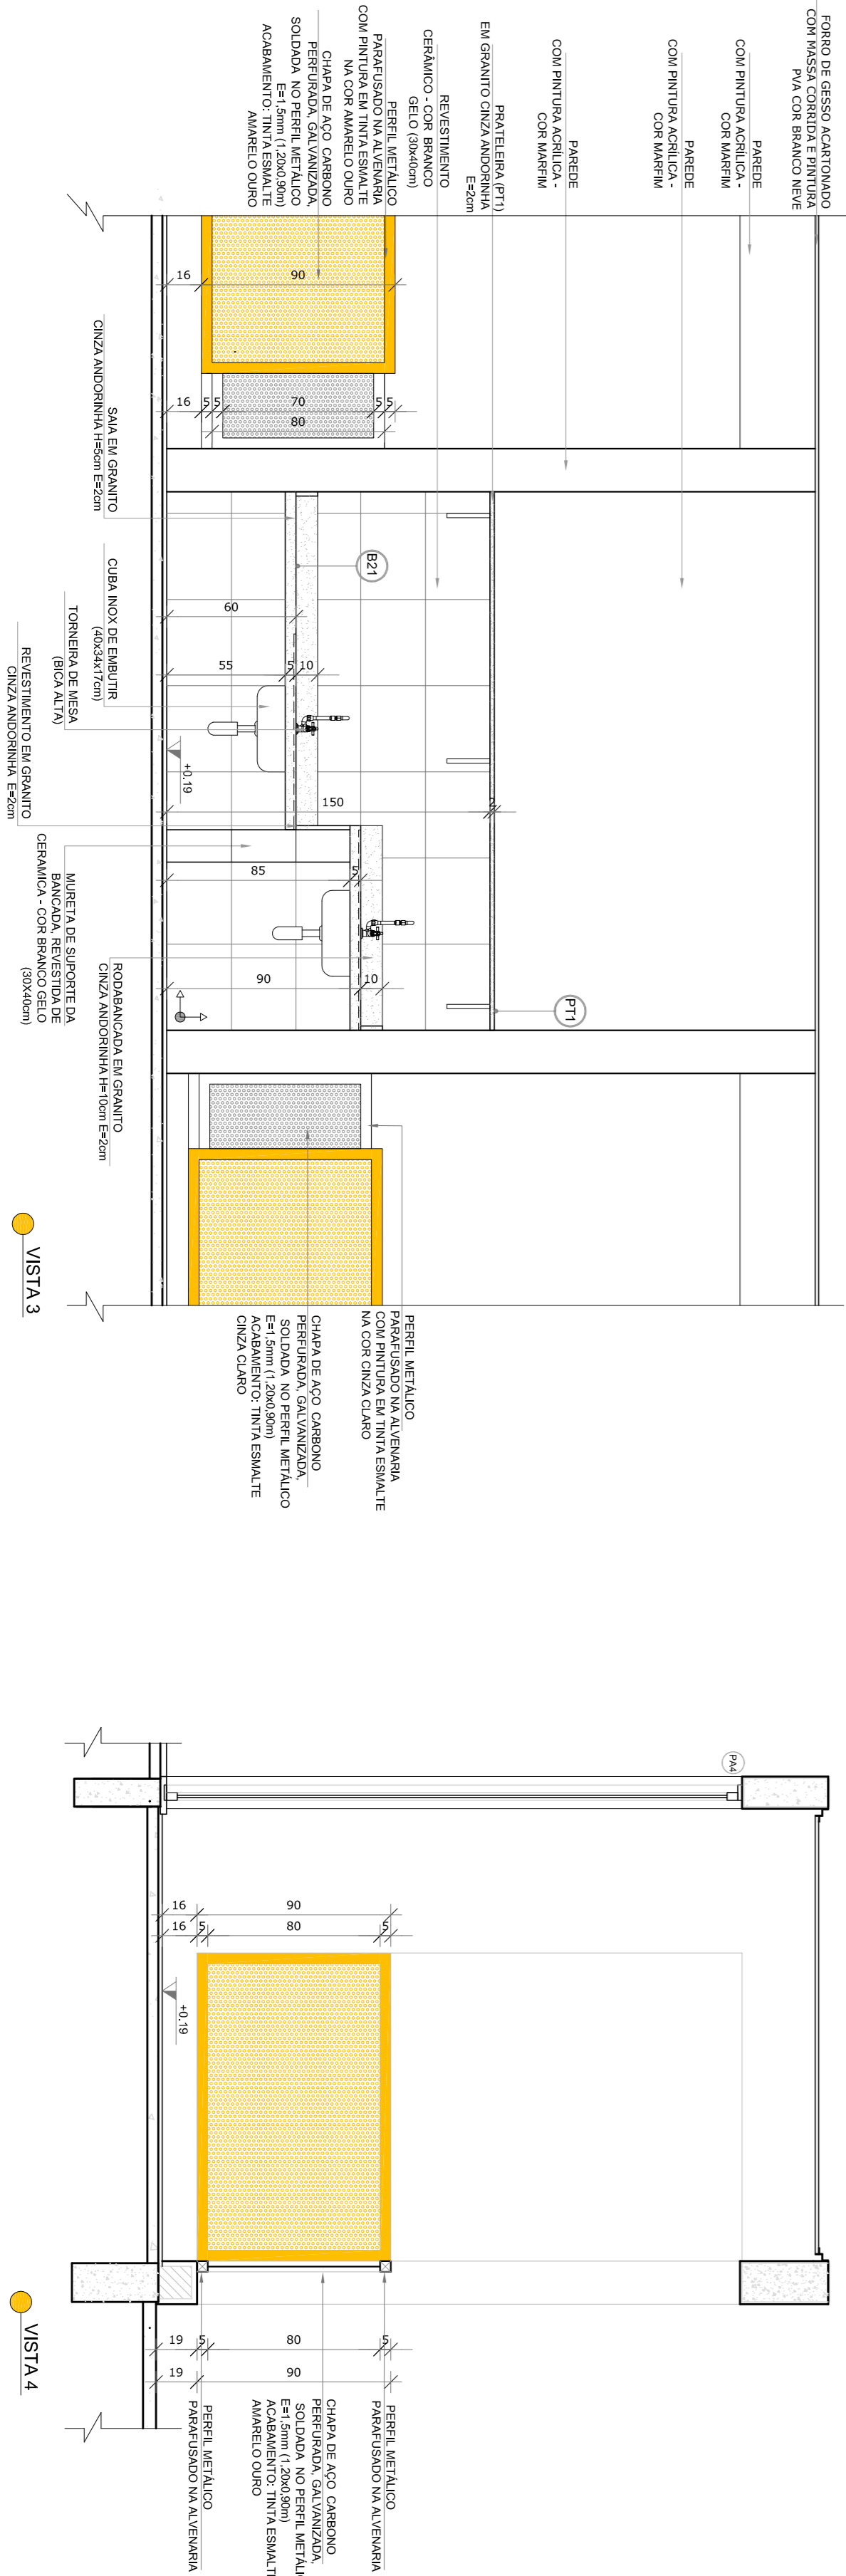 FORRO DE GESSO ACARTONADO
COM MASSA CORRIDA E PINTURA
PVA COR BRANCO NEVE
PAREDE
COM PINTURA ACRÍLICA -
COR MARFIM
PAREDE
COM PINTURA ACRÍLICA -
COR MARFIM
PAREDE
COM PINTURA ACRÍLICA -
COR MARFIM
PRATELEIRA (PT1)
EM GRANITO CINZA ANDORINHA
E=2cm
REVESTIMENTO
CERÂMICO - COR BRANCO
GELO (30x40cm)
PERFIL METÁLICO
PARAFUSADO NA ALVENARIA
COM PINTURA EM TINTA ESMALTE
NA COR AMARELO OURO
CHAPA DE AÇO CARBONO
PERFURADA, GALVANIZADA,
SOLDADA NO PERFIL METÁLICO
E=1,5mm (1,20x0,90m)
ACABAMENTO: TINTA ESMALTE
AMARELO OURO
16
90
16
5
5
70
5
5
80
B21
PT1
60
55
5
10
+0.19
150
2
85
5
90
10
SAIA EM GRANITO
CINZA ANDORINHA H=5cm E=2cm
CUBA INOX DE EMBUTIR
(40x34x17cm)
TORNEIRA DE MESA
(BICA ALTA)
REVESTIMENTO EM GRANITO
CINZA ANDORINHA E=2cm
MURETA DE SUPORTE DA
BANCADA, REVESTIDA DE
CERAMICA - COR BRANCO GELO
(30X40cm)
RODABANCADA EM GRANITO
CINZA ANDORINHA H=10cm E=2cm
PERFIL METÁLICO
PARAFUSADO NA ALVENARIA
COM PINTURA EM TINTA ESMALTE
NA COR CINZA CLARO
CHAPA DE AÇO CARBONO
PERFURADA, GALVANIZADA,
SOLDADA NO PERFIL METÁLICO
E=1,5mm (1,20x0,90m)
ACABAMENTO: TINTA ESMALTE
CINZA CLARO
VISTA 3
PA4
16
90
16
5
80
5
+0.19
19
5
80
5
19
90
PERFIL METÁLICO
PARAFUSADO NA ALVENARIA
CHAPA DE AÇO CARBONO
PERFURADA, GALVANIZADA,
SOLDADA NO PERFIL METÁLI
E=1,5mm (1,20x0,90m)
ACABAMENTO: TINTA ESMALT
AMARELO OURO
PERFIL METÁLICO
PARAFUSADO NA ALVENARIA
VISTA 4